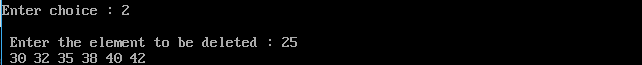 Enter choice : 2
Enter the element to be deleted : 25
30 32 35 38 40 42